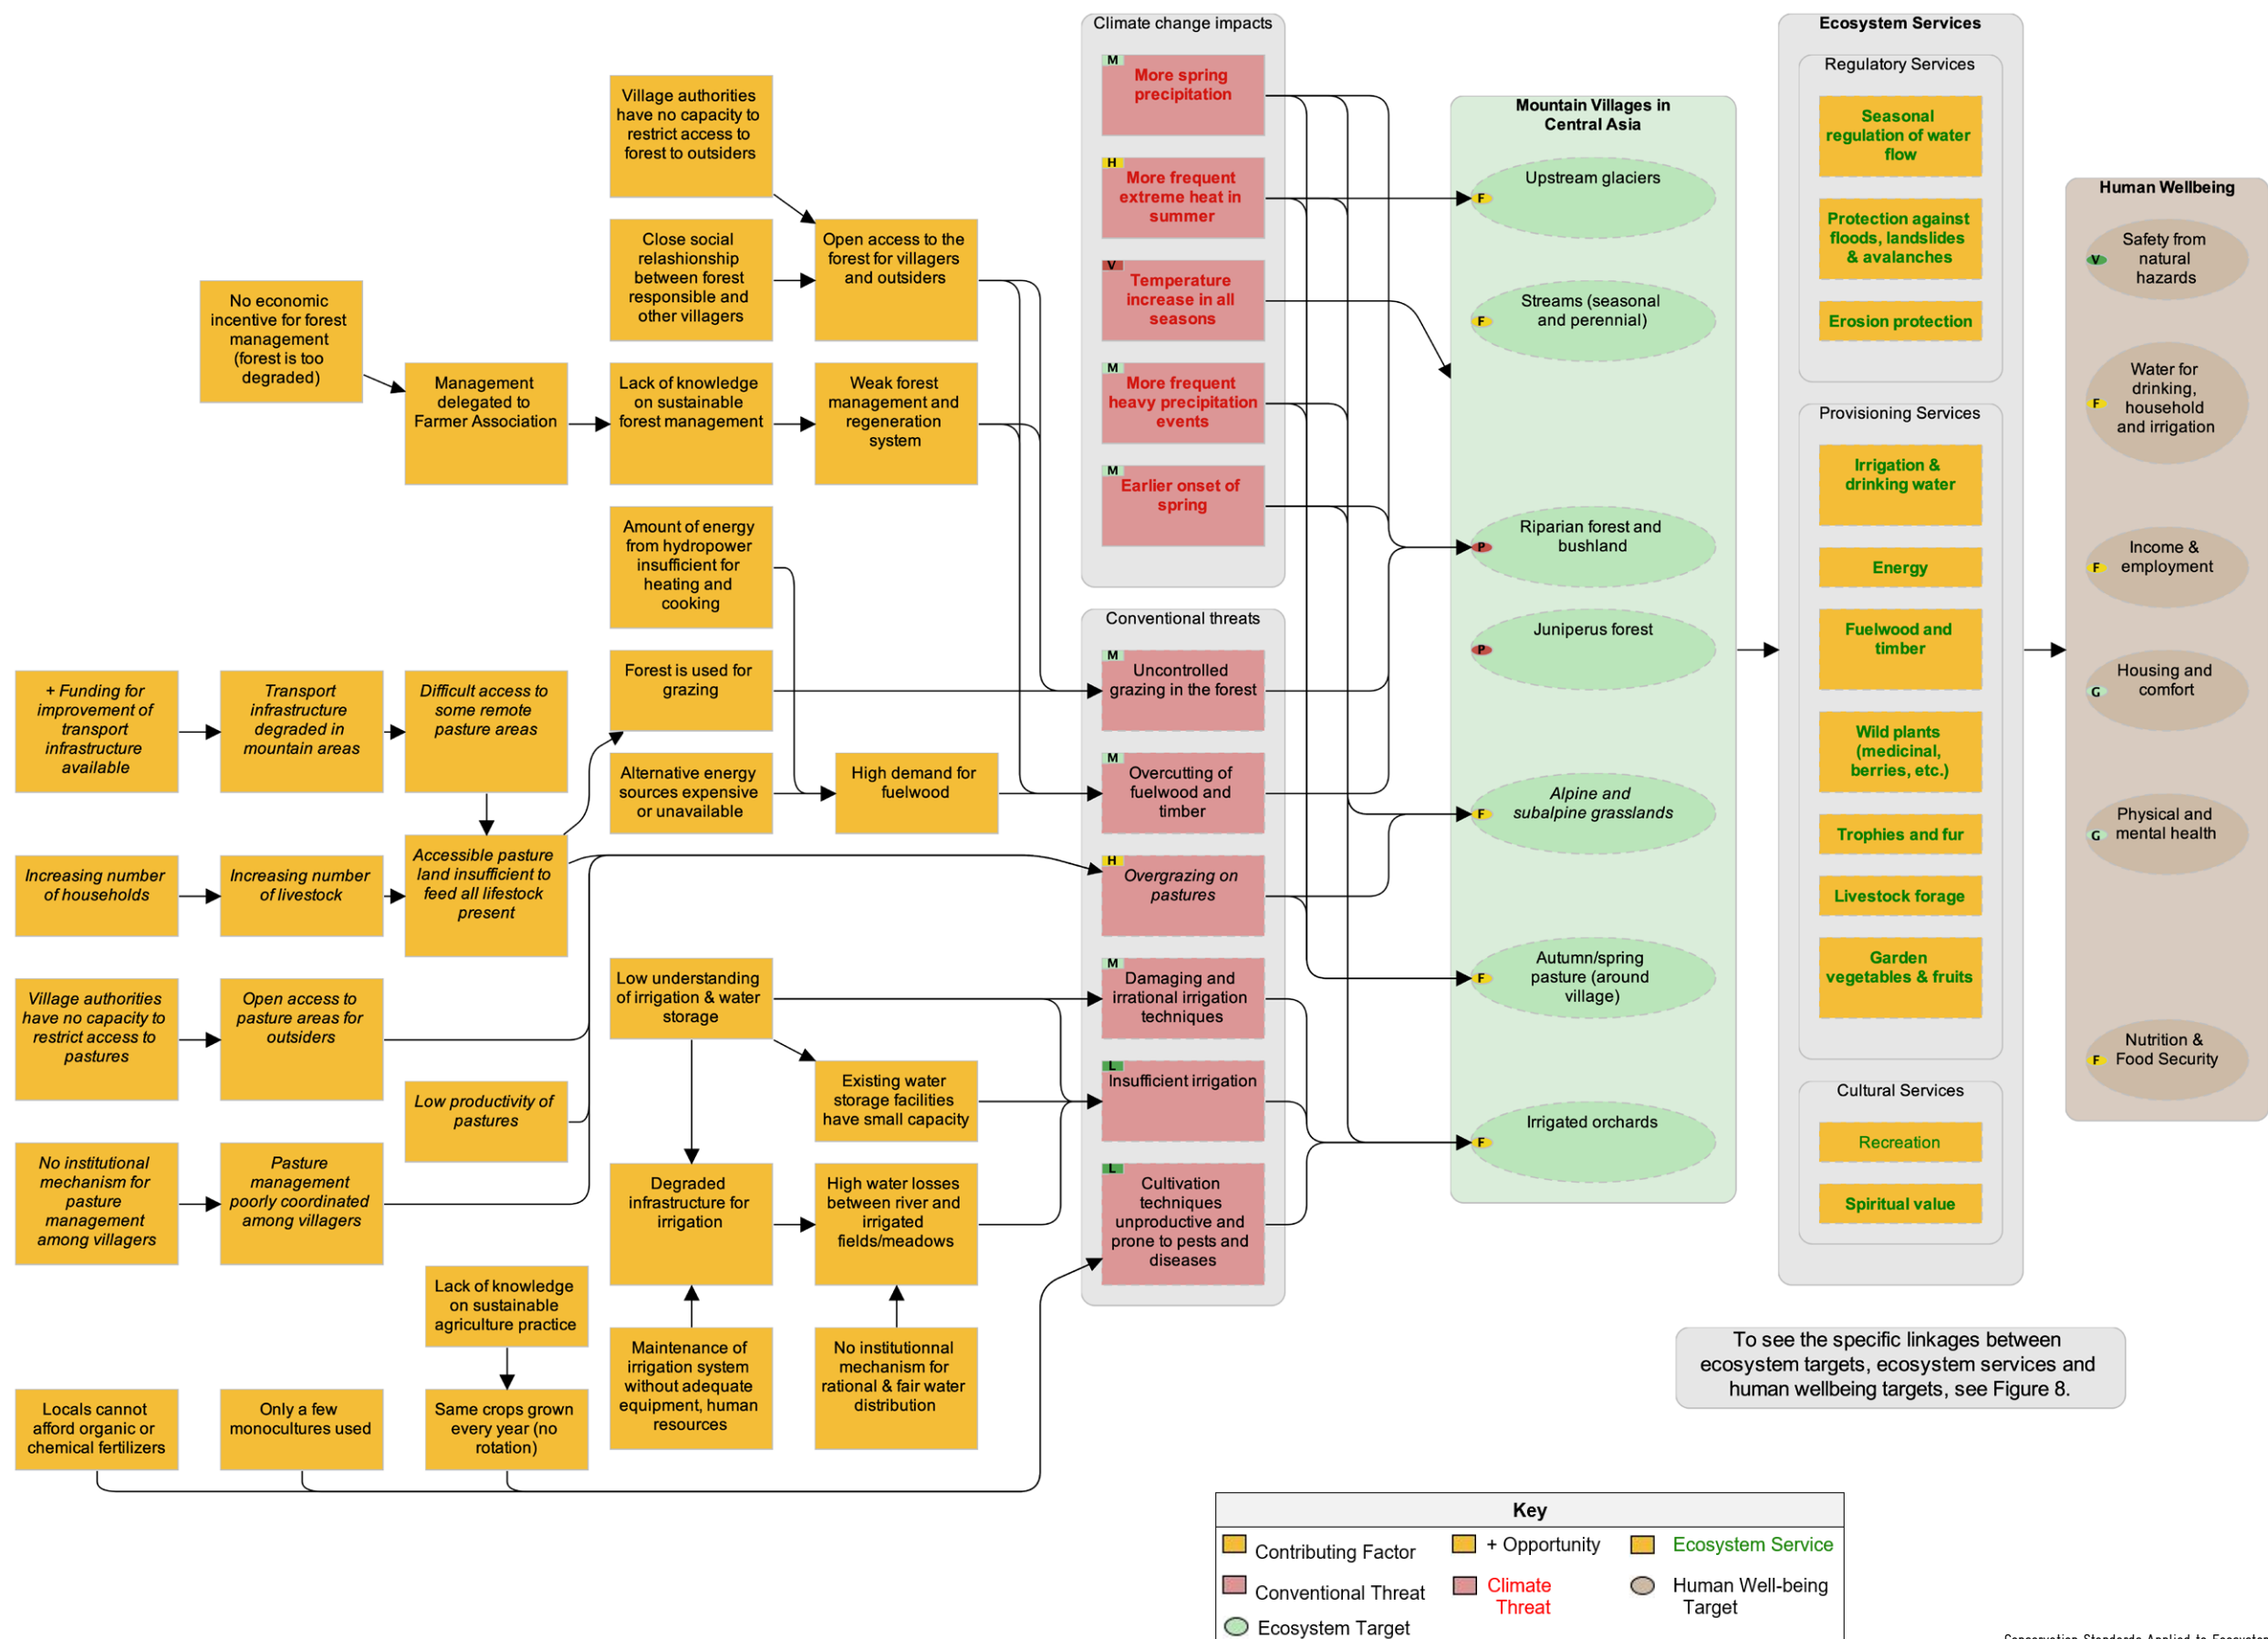 Village authorities
have no capacity to
restrict access to
forest to outsiders
Close social
relashionship
between forest
responsible and
other villagers
Open access to the
forest for villagers
and outsiders
No economic
incentive for forest
management
(forest is too
degraded)
Management
delegated to
Farmer Association
Lack of knowledge
on sustainable
forest management
Weak forest
management and
regeneration
system
Amount of energy
from hydropower
insufficient for
heating and
cooking
Forest is used for
grazing
+ Funding for
improvement of
transport
infrastructure
available
Transport
infrastructure
degraded in
mountain areas
Difficult access to
some remote
pasture areas
Alternative energy
sources expensive
or unavailable
High demand for
fuelwood
Increasing number
of households
Increasing number
of livestock
Accessible pasture
land insufficient to
feed all lifestock
present
Village authorities
have no capacity to
restrict access to
pastures
Open access to
pasture areas for
outsiders
Low productivity of
pastures
No institutional
mechanism for
pasture
management
among villagers
Pasture
management
poorly coordinated
among villagers
Low understanding
of irrigation & water
storage
Existing water
storage facilities
have small capacity
Degraded
infrastructure for
irrigation
High water losses
between river and
irrigated
fields/meadows
Lack of knowledge
on sustainable
agriculture practice
Maintenance of
irrigation system
without adequate
equipment, human
resources
No institutionnal
mechanism for
rational & fair water
distribution
Locals cannot
afford organic or
chemical fertilizers
Only a few
monocultures used
Same crops grown
every year (no
rotation)
Climate change impacts
M
More spring
precipitation
H
More frequent
extreme heat in
summer
V
Temperature
increase in all
seasons
M
More frequent
heavy precipitation
events
M
Earlier onset of
spring
Conventional threats
M
Uncontrolled
grazing in the forest
M
Overcutting of
fuelwood and
timber
H
Overgrazing on
pastures
M
Damaging and
irrational irrigation
techniques
L
Insufficient irrigation
L
Cultivation
techniques
unproductive and
prone to pests and
diseases
Mountain Villages in
Central Asia
Upstream glaciers
F
Streams (seasonal
and perennial)
F
Riparian forest and
bushland
P
Juniperus forest
P
Alpine and
subalpine grasslands
F
Autumn/spring
pasture (around
village)
F
Irrigated orchards
F
Ecosystem Services
Regulatory Services
Seasonal
regulation of water
flow
Protection against
floods, landslides
& avalanches
Erosion protection
Provisioning Services
Irrigation &
drinking water
Energy
Fuelwood and
timber
Wild plants
(medicinal,
berries, etc.)
Trophies and fur
Livestock forage
Garden
vegetables & fruits
Cultural Services
Recreation
Spiritual value
Human Wellbeing
Safety from
natural
hazards
V
Water for
drinking,
household
and irrigation
F
Income &
employment
F
Housing and
comfort
G
Physical and
mental health
G
Nutrition &
Food Security
F
To see the specific linkages between
ecosystem targets, ecosystem services and
human wellbeing targets, see Figure 8.
Key
Contributing Factor
+ Opportunity
Ecosystem Service
Conventional Threat
Climate
Threat
Human Well-being
Target
Ecosystem Target